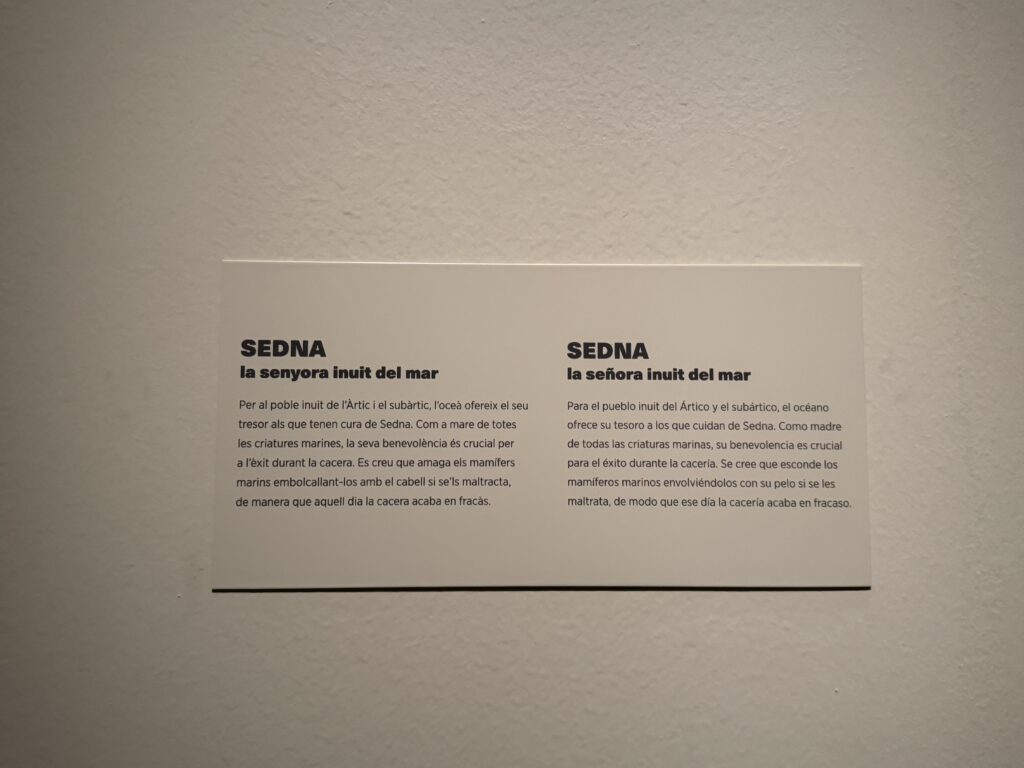 SEDNA
la senyora inuit del mar
Per al poble inuit de l'Àrtic i el subàrtic, l'oceà ofereix el seu
tresor als que tenen cura de Sedna. Com a mare de totes
les criatures marines, la seva benevolència és crucial per
a l'èxit durant la cacera. Es creu que amaga els mamífers
marins embolcallant-los amb el cabell si se'ls maltracta,
de manera que aquell dia la cacera acaba en fracàs.
SEDNA
la señora inuit del mar
Para el pueblo inuit del Ártico y el subártico, el océano
ofrece su tesoro a los que cuidan de Sedna. Como madre
de todas las criaturas marinas, su benevolencia es crucial
para el éxito durante la cacería. Se cree que esconde los
mamíferos marinos envolviéndolos con su pelo si se les
maltrata, de modo que ese día la cacería acaba en fracaso.